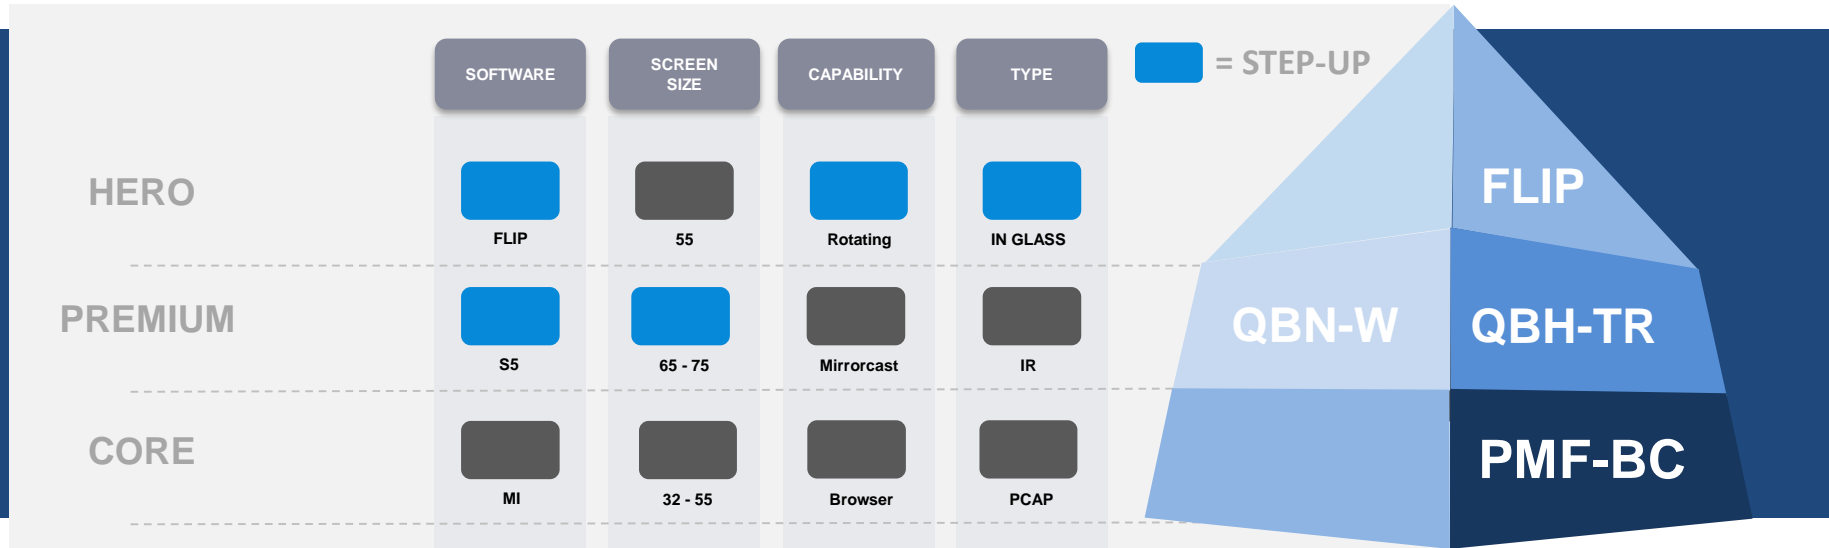 SOFTWARE
SCREEN
SIZE
CAPABILITY
TYPE
= STEP-UP
HERO
FLIP
55
Rotating
IN GLASS
FLIP
PREMIUM
S5
65 - 75
Mirrorcast
IR
QBN-W
QBH-TR
CORE
MI
32 - 55
Browser
PCAP
PMF-BC